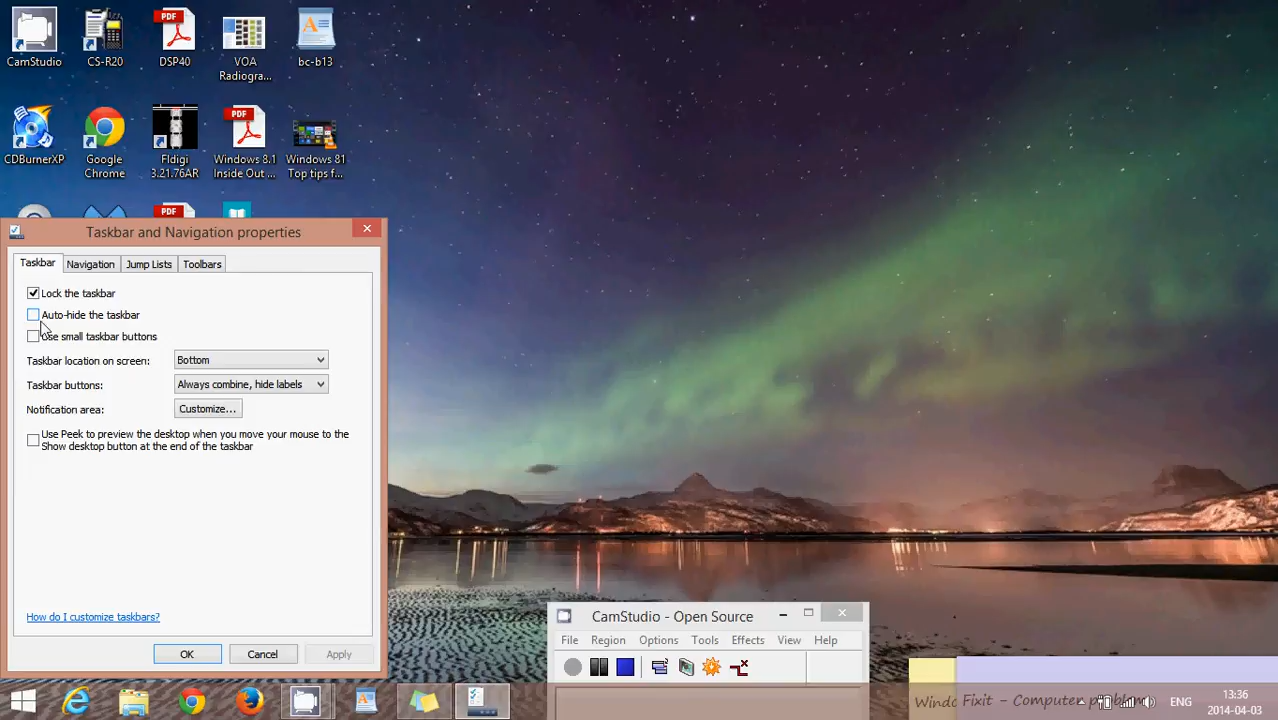 CamStudio
CS-R20
PDF
DSP40
VOA
Radiogra...
bc-b13
CDBurnerXP
Google
Chrome
Fldigi
3.21.76AR
PDF
Windows 8.1
Inside Out ...
Windows 81
Top tips f...
PDF
Taskbar and Navigation properties
Taskbar
Navigation
Jump Lists
Toolbars
Lock the taskbar
Auto-hide the taskbar
Use small taskbar buttons
Taskbar location on screen:
Bottom
Taskbar buttons:
Always combine, hide labels
Notification area:
Customize...
Use Peek to preview the desktop when you move your mouse to the
Show desktop button at the end of the taskbar
How do I customize taskbars?
OK
Cancel
Apply
CamStudio - Open Source
File
Region
Options
Tools
Effects
View
Help
Fixit - Computer problem
ENG
13:36
2014-04-03